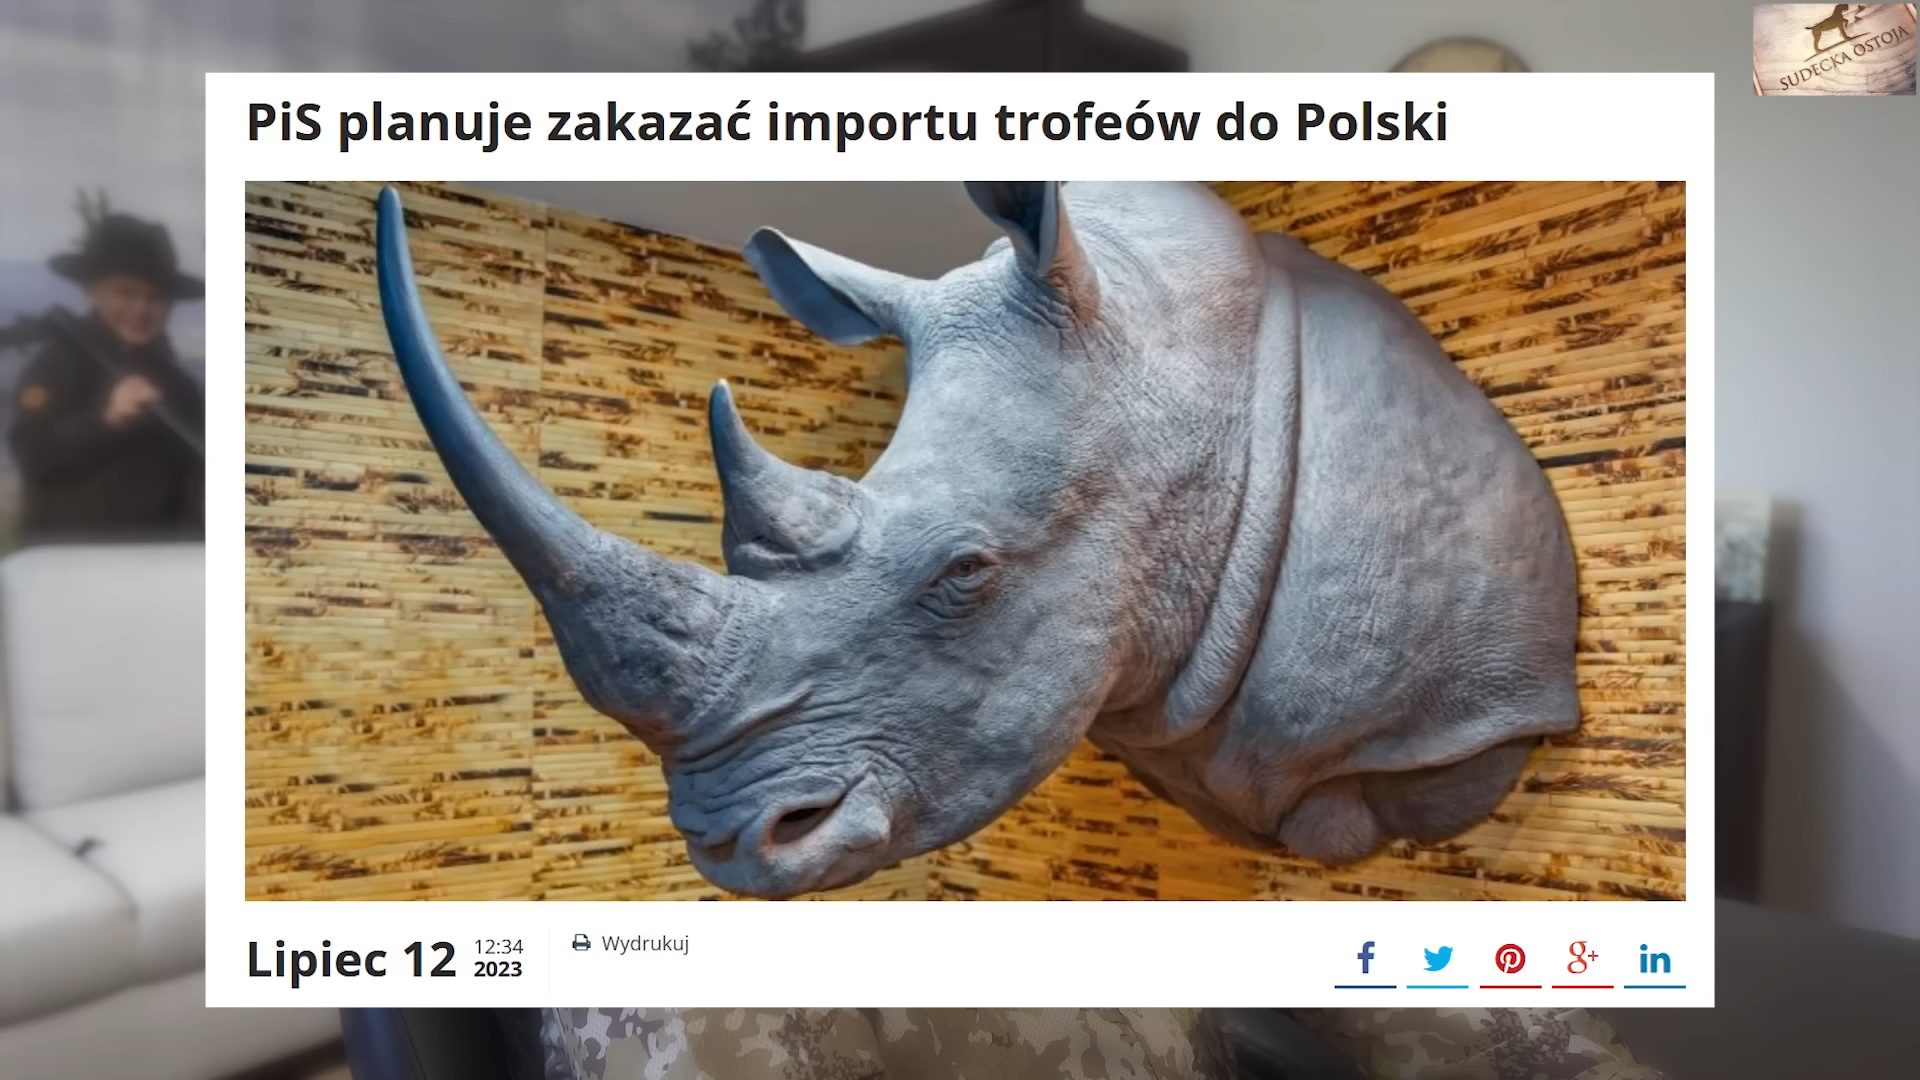 SUDECKA OSTOJA
PiS planuje zakazać importu trofeów do Polski
Lipiec 12
12:34
2023
Wydrukuj